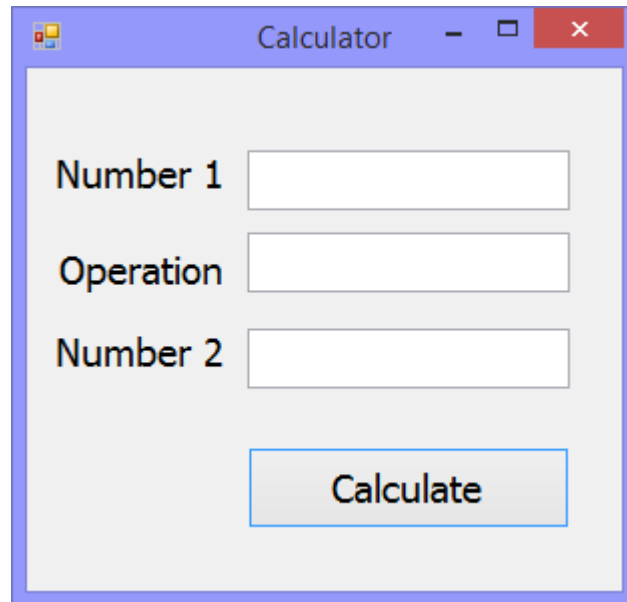 Calculator
Number 1
Operation
Number 2
Calculate